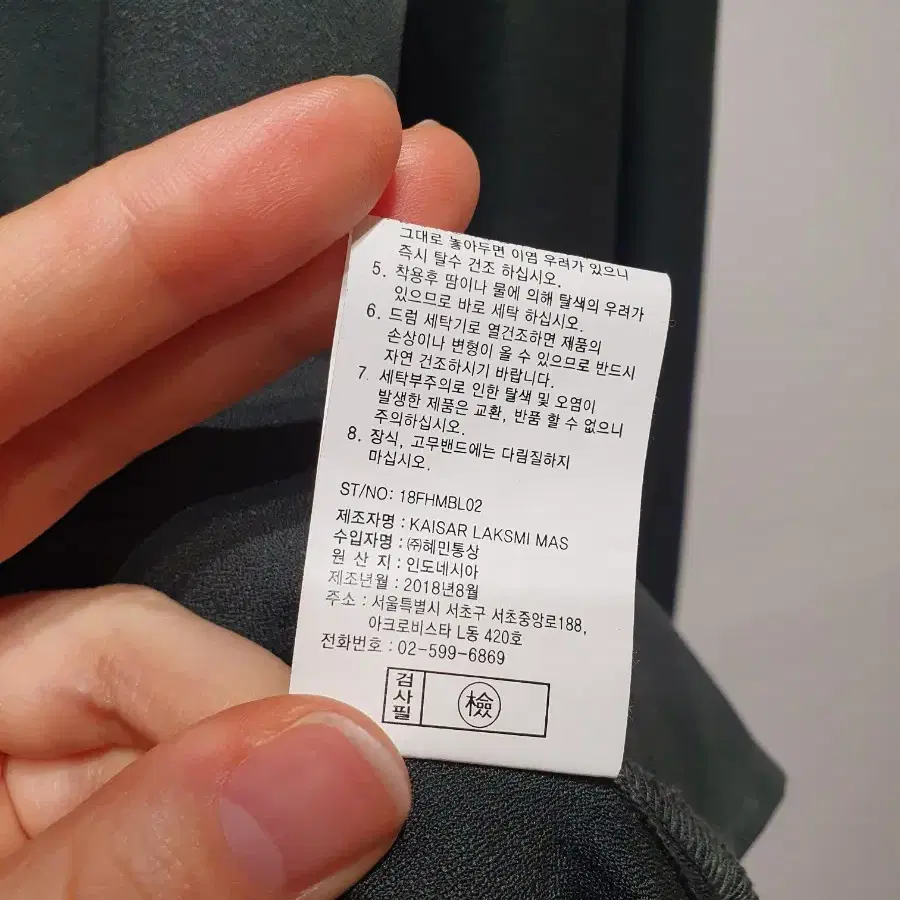 그대로 놓아두면 이염 우려가 있으니
즉시 탈수 건조 하십시오.
5. 착용후 땀이나 물에 의해 탈색의 우려가
있으므로 바로 세탁 하십시오.
6. 드럼 세탁기로 열건조하면 제품의
손상이나 변형이 올 수 있으므로 반드시
자연 건조하시기 바랍니다.
7. 세탁부주의로 인한 탈색 및 오염이
발생한 제품은 교환, 반품 할 수 없으니
주의하십시오.
8. 장식, 고무밴드에는 다림질하지
마십시오.
ST/NO: 18FHMBL02
제조자명 : KAISAR LAKSMI MAS
수입자명 : ㈜혜민통상
원 산 지 : 인도네시아
제조년월 : 2018년8월
주소 : 서울특별시 서초구 서초중앙로188,
아크로비스타 L동 420호
전화번호 : 02-599-6869
검사필 檢